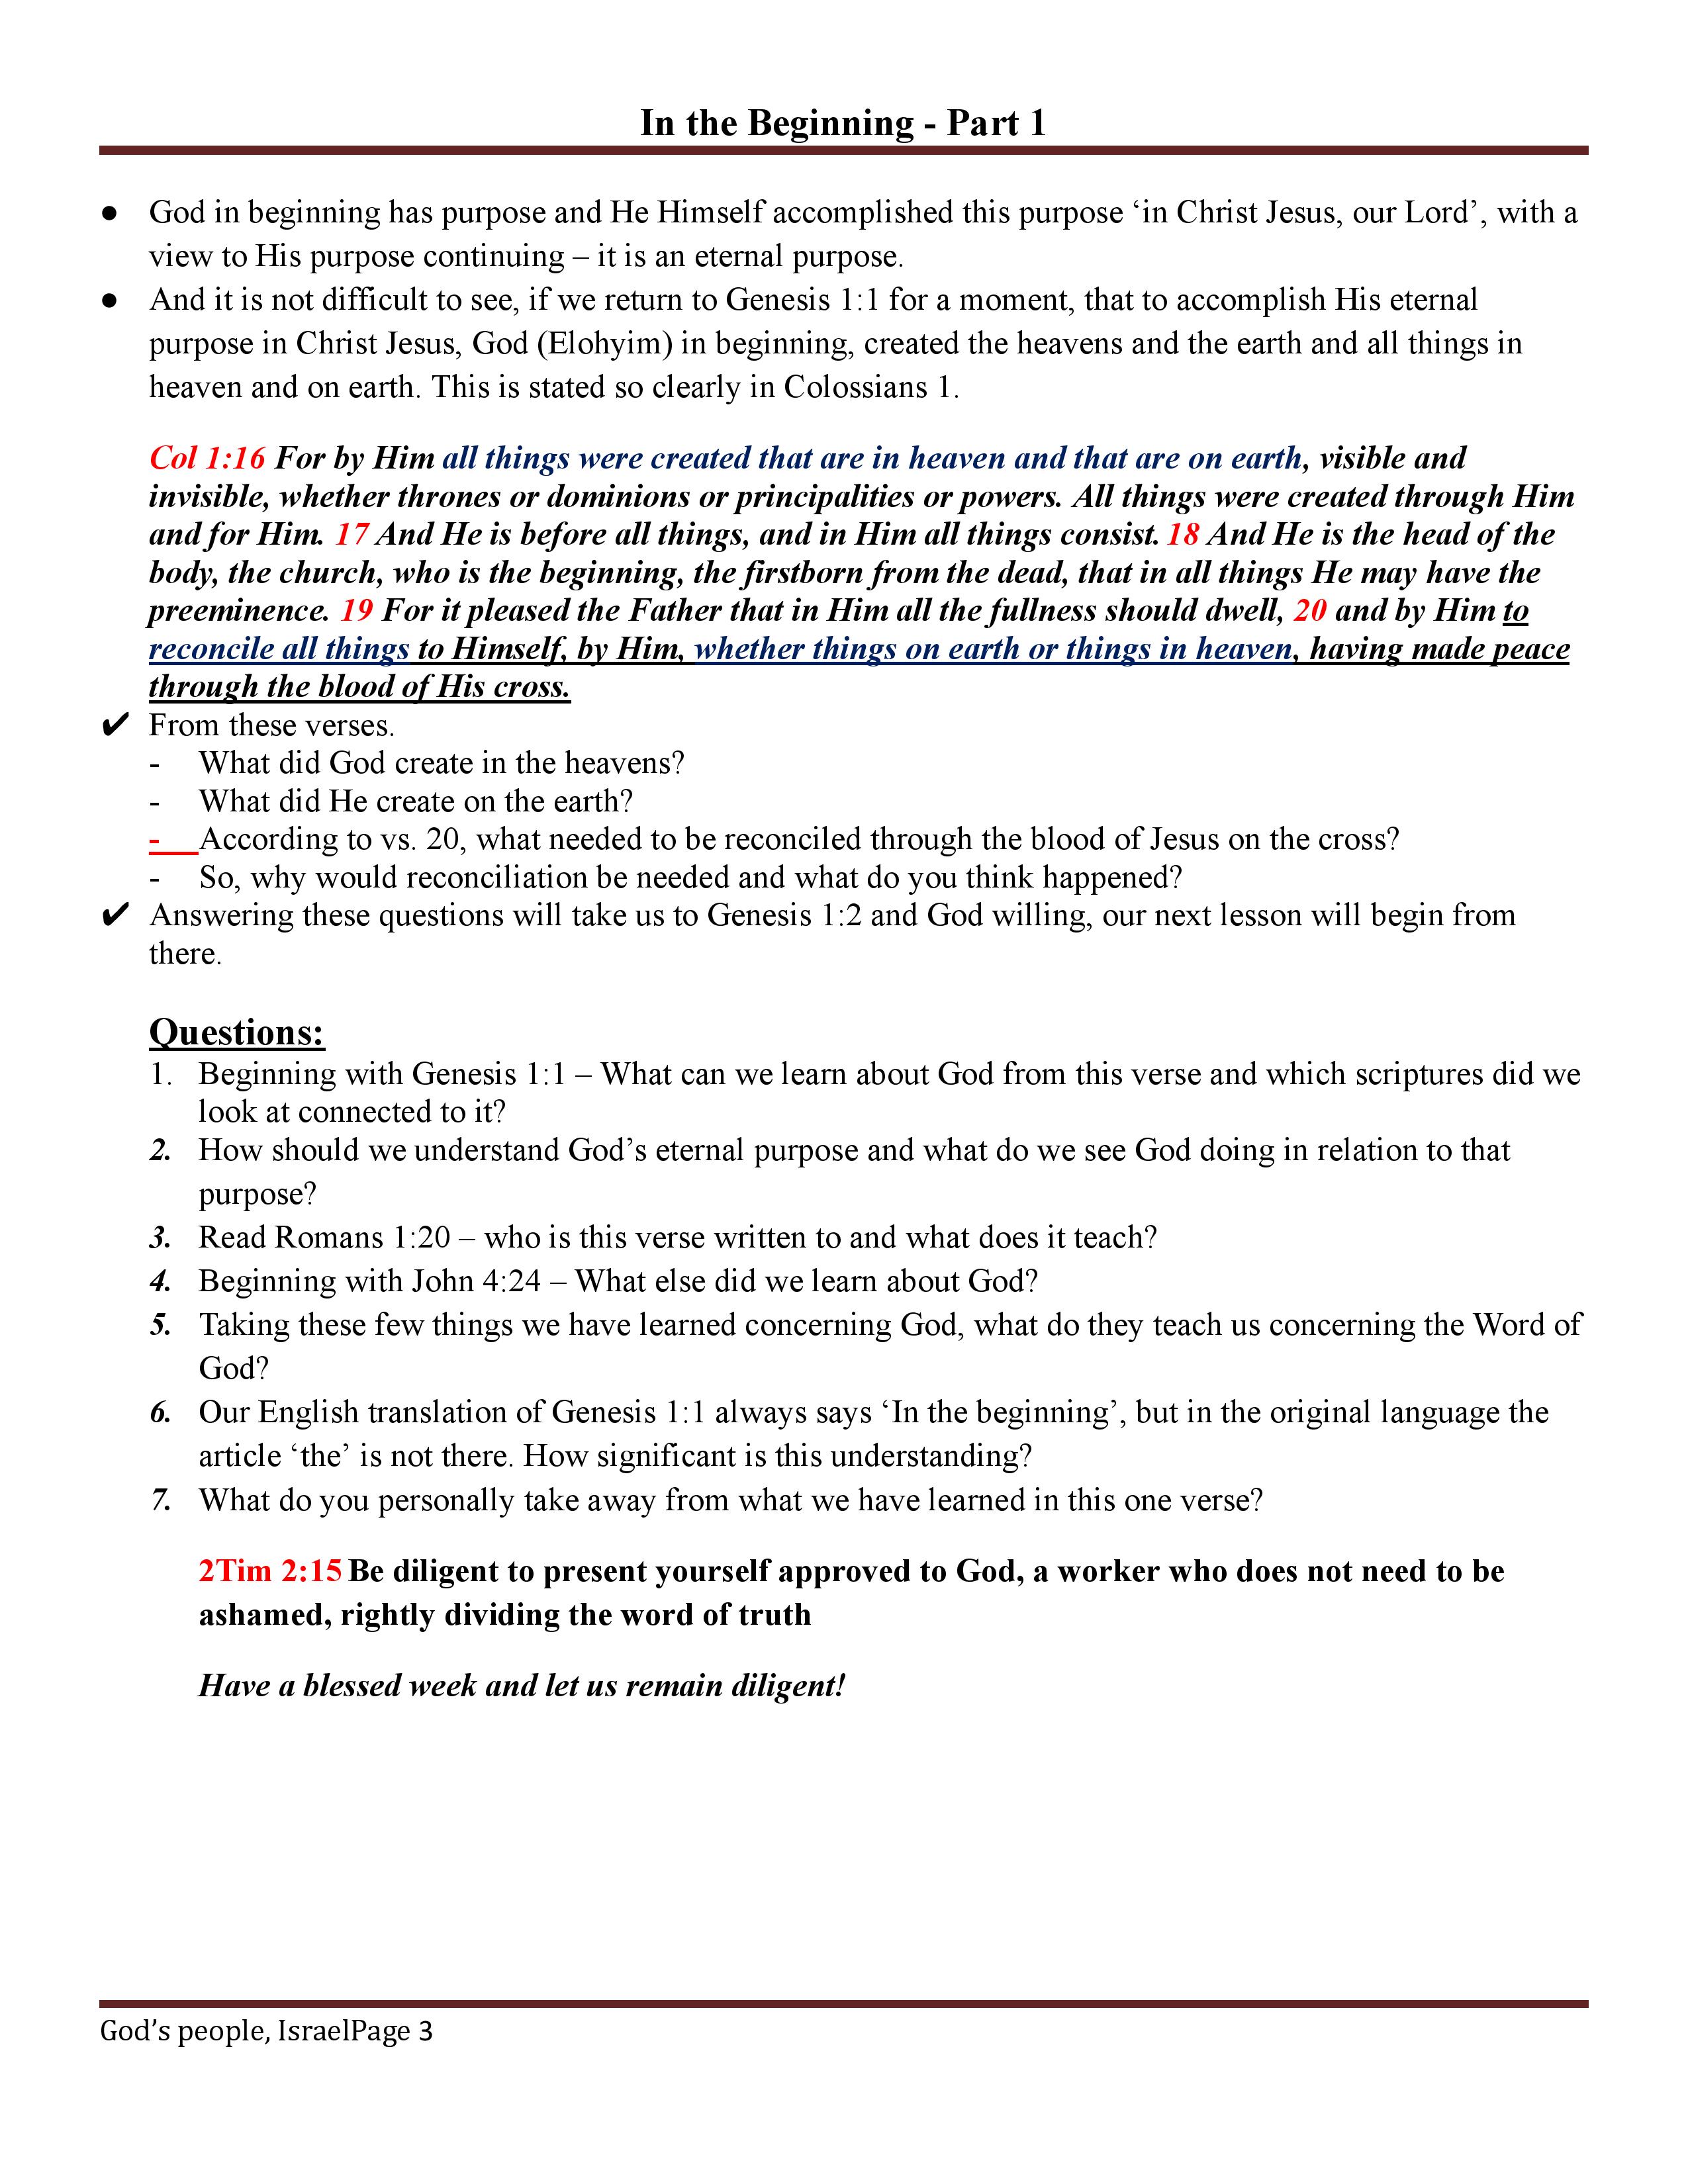 In the Beginning - Part 1
● God in beginning has purpose and He Himself accomplished this purpose ‘in Christ Jesus, our Lord’, with a
view to His purpose continuing – it is an eternal purpose.
● And it is not difficult to see, if we return to Genesis 1:1 for a moment, that to accomplish His eternal
purpose in Christ Jesus, God (Elohyim) in beginning, created the heavens and the earth and all things in
heaven and on earth. This is stated so clearly in Colossians 1.
Col 1:16 For by Him all things were created that are in heaven and that are on earth, visible and
invisible, whether thrones or dominions or principalities or powers. All things were created through Him
and for Him. 17 And He is before all things, and in Him all things consist. 18 And He is the head of the
body, the church, who is the beginning, the firstborn from the dead, that in all things He may have the
preeminence. 19 For it pleased the Father that in Him all the fullness should dwell, 20 and by Him to
reconcile all things to Himself, by Him, whether things on earth or things in heaven, having made peace
through the blood of His cross.
✔ From these verses.
- What did God create in the heavens?
- What did He create on the earth?
- According to vs. 20, what needed to be reconciled through the blood of Jesus on the cross?
- So, why would reconciliation be needed and what do you think happened?
✔ Answering these questions will take us to Genesis 1:2 and God willing, our next lesson will begin from
there.
Questions:
1. Beginning with Genesis 1:1 – What can we learn about God from this verse and which scriptures did we
look at connected to it?
2. How should we understand God’s eternal purpose and what do we see God doing in relation to that
purpose?
3. Read Romans 1:20 – who is this verse written to and what does it teach?
4. Beginning with John 4:24 – What else did we learn about God?
5. Taking these few things we have learned concerning God, what do they teach us concerning the Word of
God?
6. Our English translation of Genesis 1:1 always says ‘In the beginning’, but in the original language the
article ‘the’ is not there. How significant is this understanding?
7. What do you personally take away from what we have learned in this one verse?
2Tim 2:15 Be diligent to present yourself approved to God, a worker who does not need to be
ashamed, rightly dividing the word of truth
Have a blessed week and let us remain diligent!
God’s people, IsraelPage 3